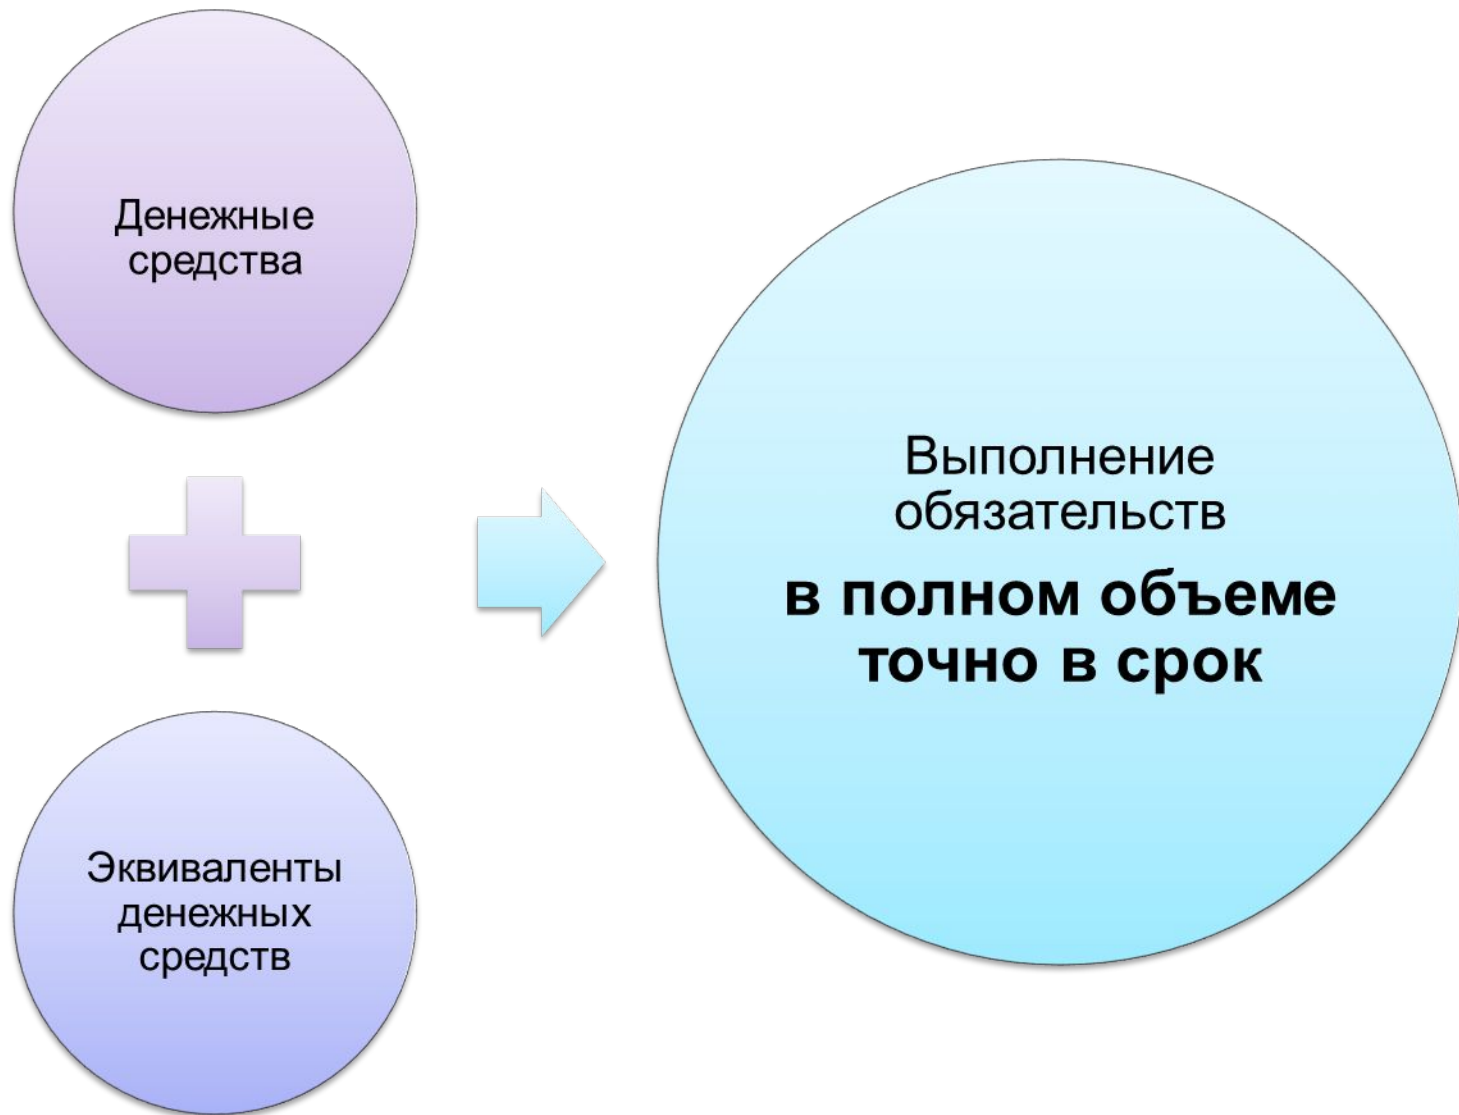 Денежные
средства
Эквиваленты
денежных
средств
Выполнение
обязательств
в полном объеме
точно в срок